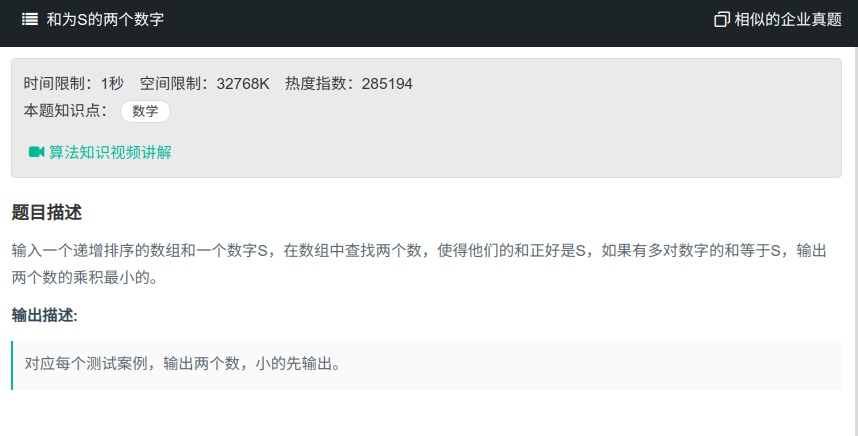 和为S的两个数字
相似的企业真题
时间限制：1秒 空间限制：32768K 热度指数：285194
本题知识点： 数学
算法知识视频讲解
题目描述
输入一个递增排序的数组和一个数字S，在数组中查找两个数，使得他们的和正好是S，如果有多对数字的和等于S，输出
两个数的乘积最小的。
输出描述:
对应每个测试案例，输出两个数，小的先输出。